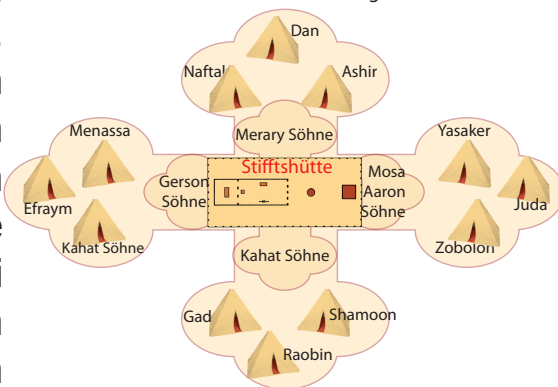 Dan
Naftal
Ashir
Merary Söhne
Menassa
Efraym
Kahat Söhne
Gerson
Söhne
Stifftshütte
Mosa
Aaron
Söhne
Yasaker
Juda
Zobolon
Kahat Söhne
Gad
Shamoon
Raobin